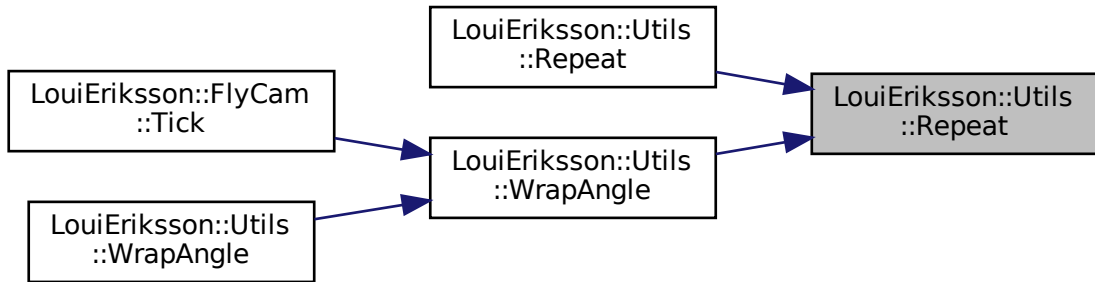 LouiEriksson::FlyCam
::Tick
LouiEriksson::Utils
::WrapAngle
LouiEriksson::Utils
::Repeat
LouiEriksson::Utils
::WrapAngle
LouiEriksson::Utils
::Repeat